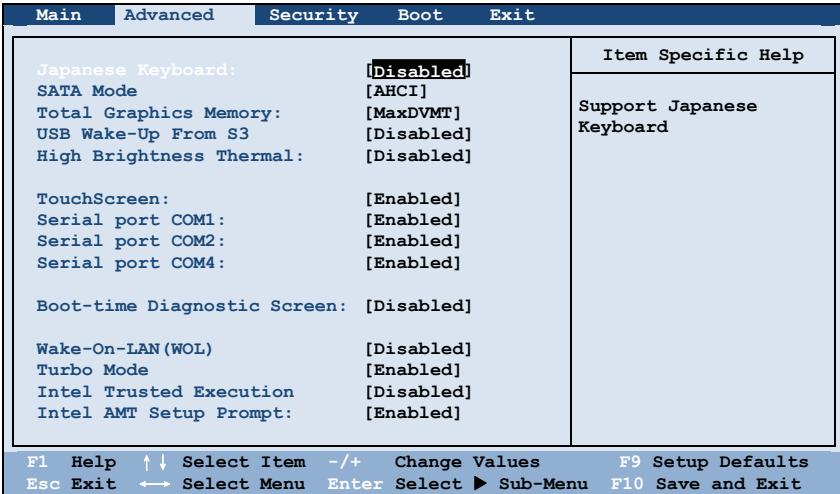 Main Advanced Security Boot Exit
Item Specific Help
Japanese Keyboard: [Disabled]
SATA Mode [AHCI]
Total Graphics Memory: [MaxDVMT]
USB Wake-Up From S3 [Disabled]
High Brightness Thermal: [Disabled]
TouchScreen: [Enabled]
Serial port COM1: [Enabled]
Serial port COM2: [Enabled]
Serial port COM4: [Enabled]
Boot-time Diagnostic Screen: [Disabled]
Wake-On-LAN(WOL) [Disabled]
Turbo Mode [Enabled]
Intel Trusted Execution [Disabled]
Intel AMT Setup Prompt: [Enabled]
Support Japanese
Keyboard
F1 Help ↑↓ Select Item -/+ Change Values F9 Setup Defaults
Esc Exit ←→ Select Menu Enter Select ▶ Sub-Menu F10 Save and Exit